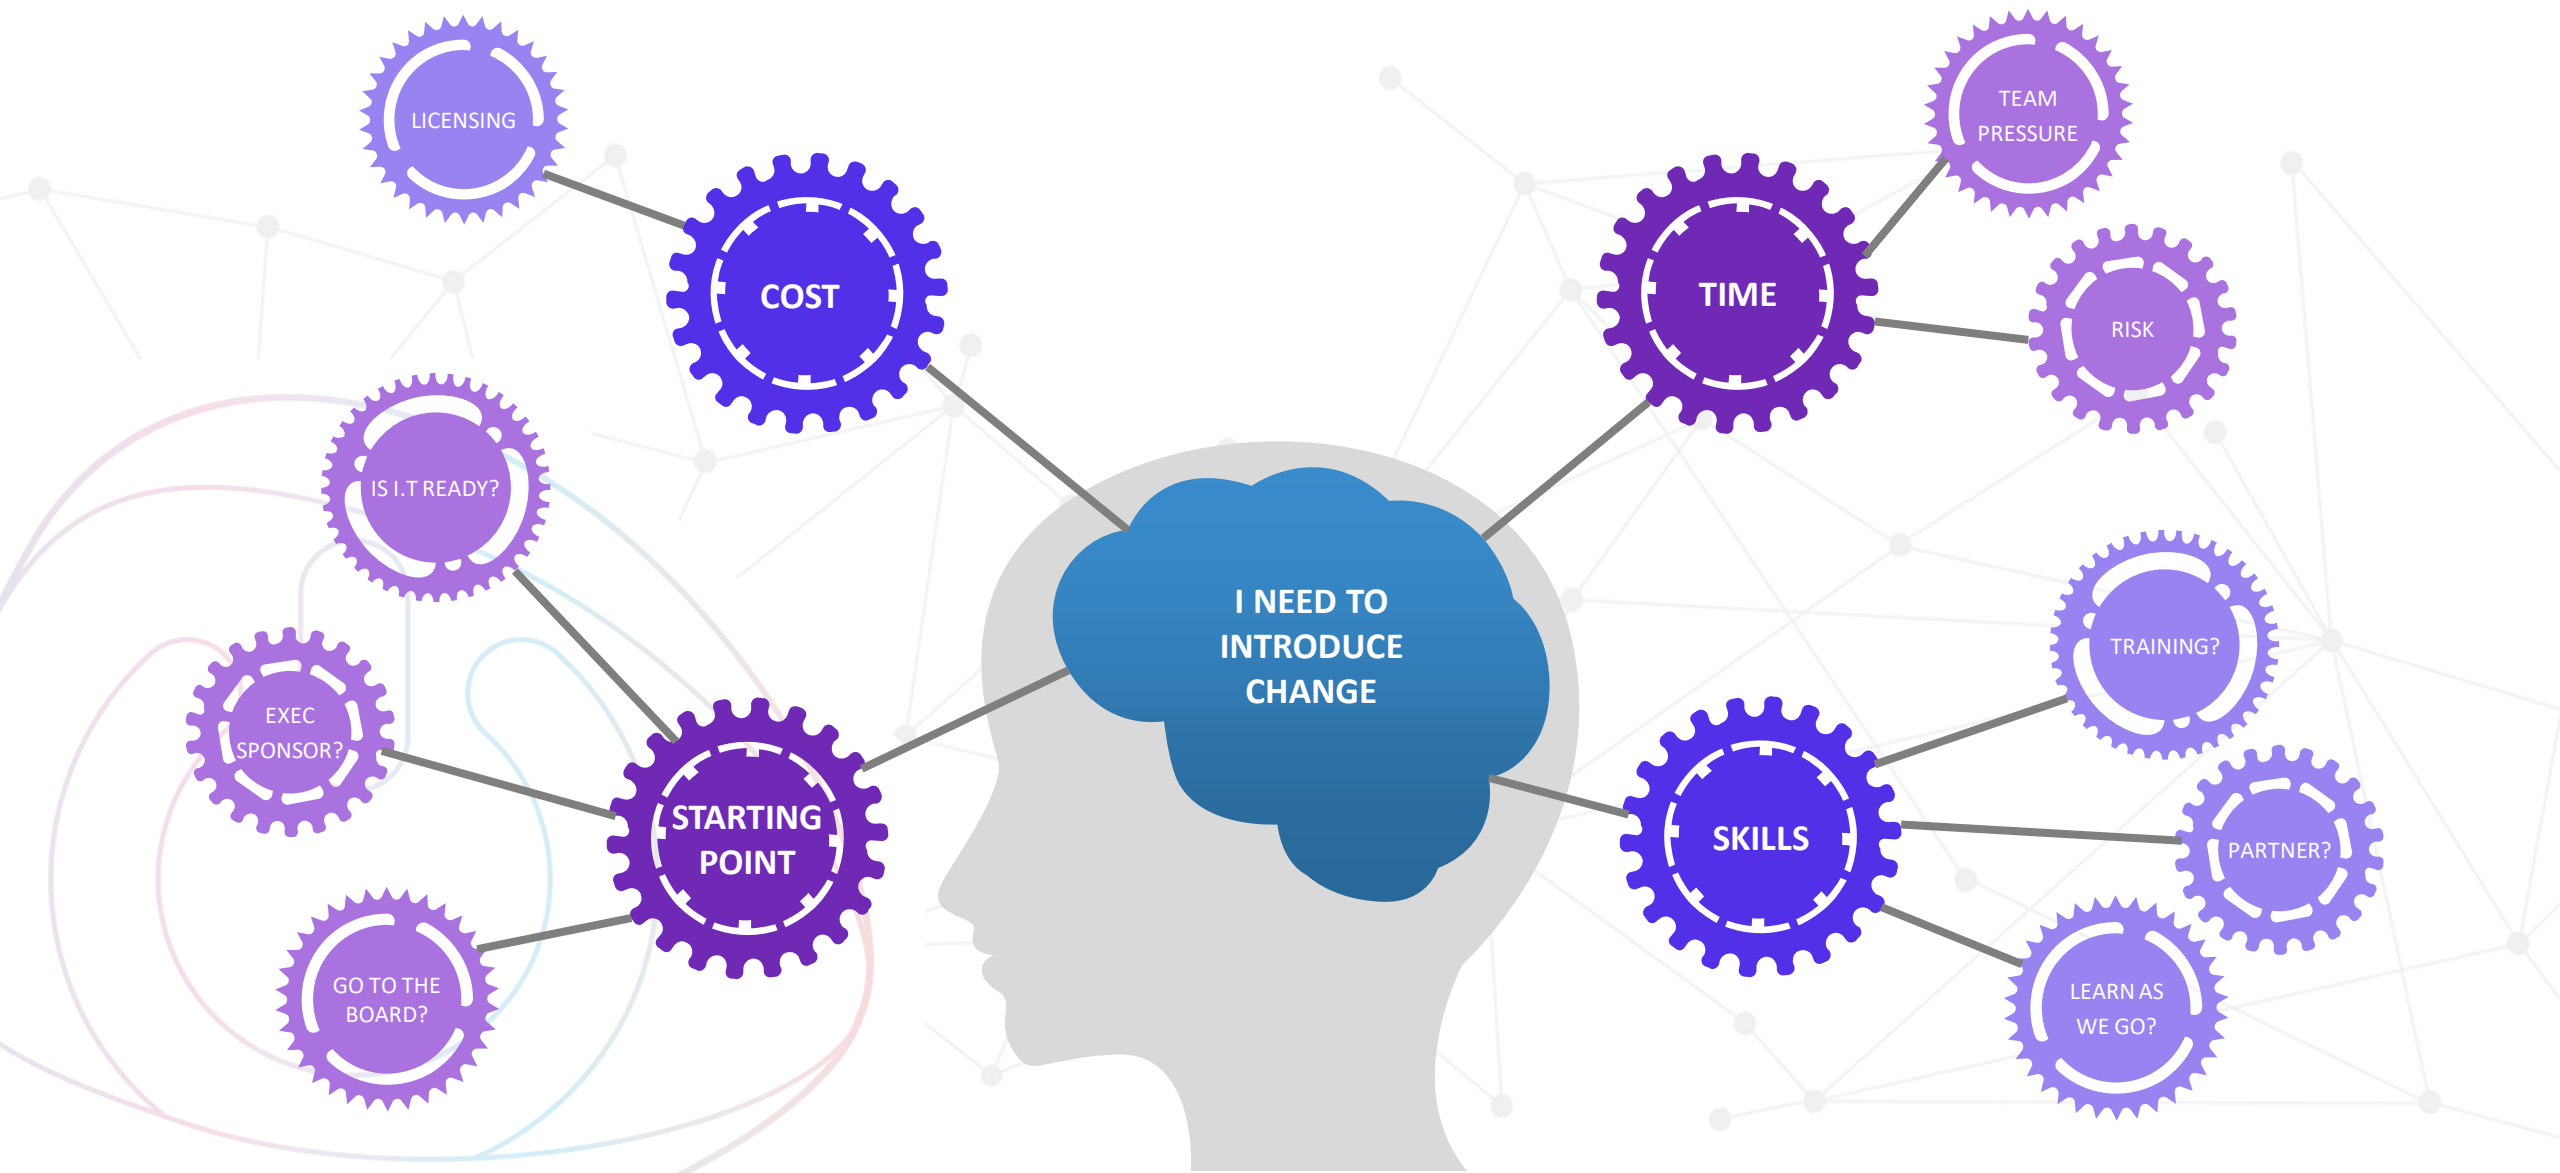 LICENSING
COST
IS I.T READY?
EXEC
SPONSOR?
STARTING
POINT
GO TO THE
BOARD?
I NEED TO
INTRODUCE
CHANGE
TEAM
PRESSURE
TIME
RISK
TRAINING?
SKILLS
PARTNER?
LEARN AS
WE GO?